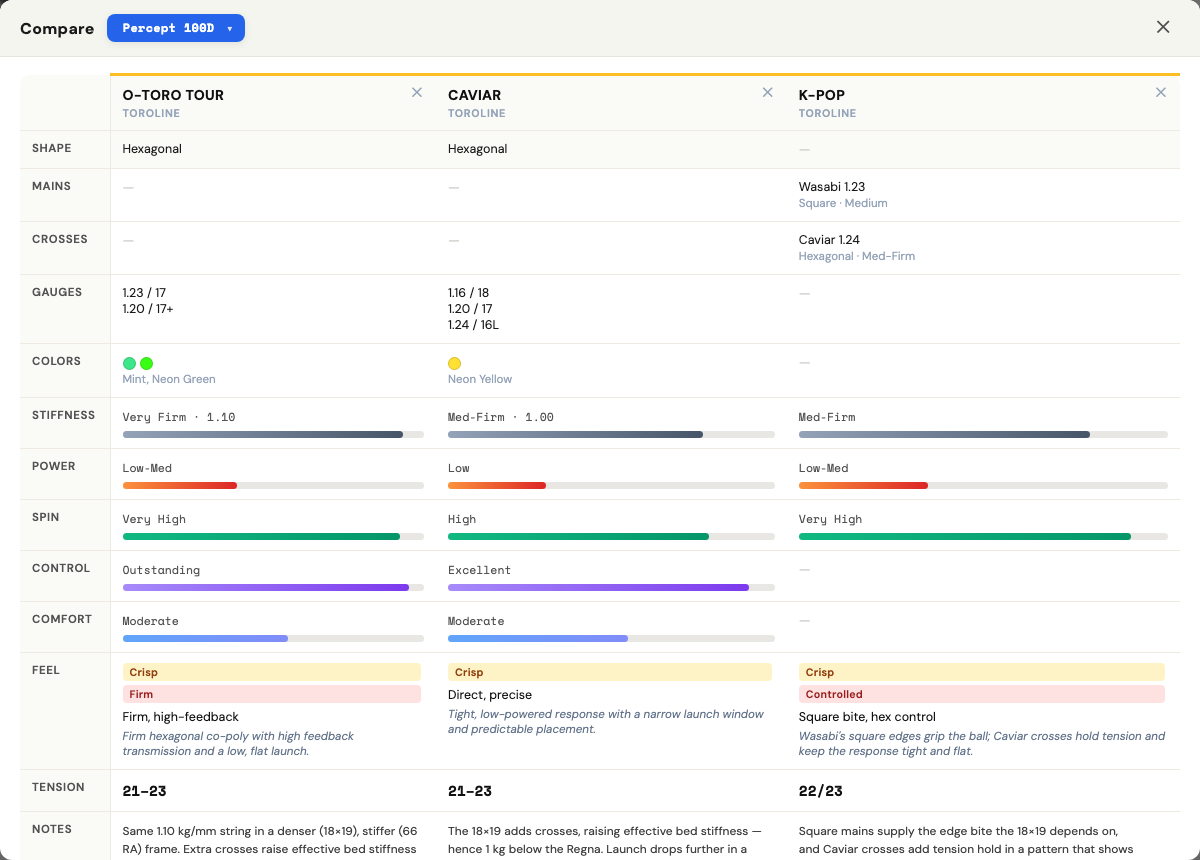 Compare Percept 100D ▾
O-TORO TOUR CAVIAR K-POP
TOROLINE TOROLINE TOROLINE
SHAPE Hexagonal Hexagonal —
MAINS — — Wasabi 1.23
Square · Medium
CROSSES — — Caviar 1.24
Hexagonal · Med-Firm
GAUGES 1.23 / 17 1.16 / 18 —
1.20 / 17+ 1.20 / 17
1.24 / 16L
COLORS —
Mint, Neon Green Neon Yellow
STIFFNESS Very Firm · 1.10 Med-Firm · 1.00 Med-Firm
POWER Low-Med Low Low-Med
SPIN Very High High Very High
CONTROL Outstanding Excellent —
COMFORT Moderate Moderate —
FEEL Crisp Crisp Crisp
Firm Direct, precise Controlled
Firm, high-feedback Tight, low-powered response with a narrow launch window Square bite, hex control
Firm hexagonal co-poly with high feedback and predictable placement. Wasabi's square edges grip the ball; Caviar crosses hold tension and
transmission and a low, flat launch. keep the response tight and flat.
TENSION 21–23 21–23 22/23
NOTES Same 1.10 kg/mm string in a denser (18×19), stiffer (66 The 18×19 adds crosses, raising effective bed stiffness — Square mains supply the edge bite the 18×19 depends on,
RA) frame. Extra crosses raise effective bed stiffness hence 1 kg below the Regna. Launch drops further in a and Caviar crosses add tension hold in a pattern that shows